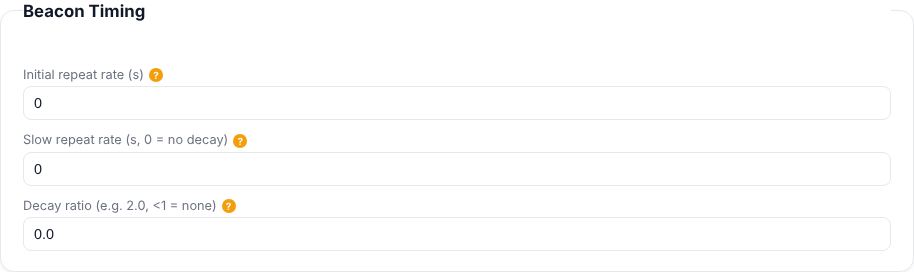 Beacon Timing
Initial repeat rate (s) ?
0
Slow repeat rate (s, 0 = no decay) ?
0
Decay ratio (e.g. 2.0, <1 = none) ?
0.0